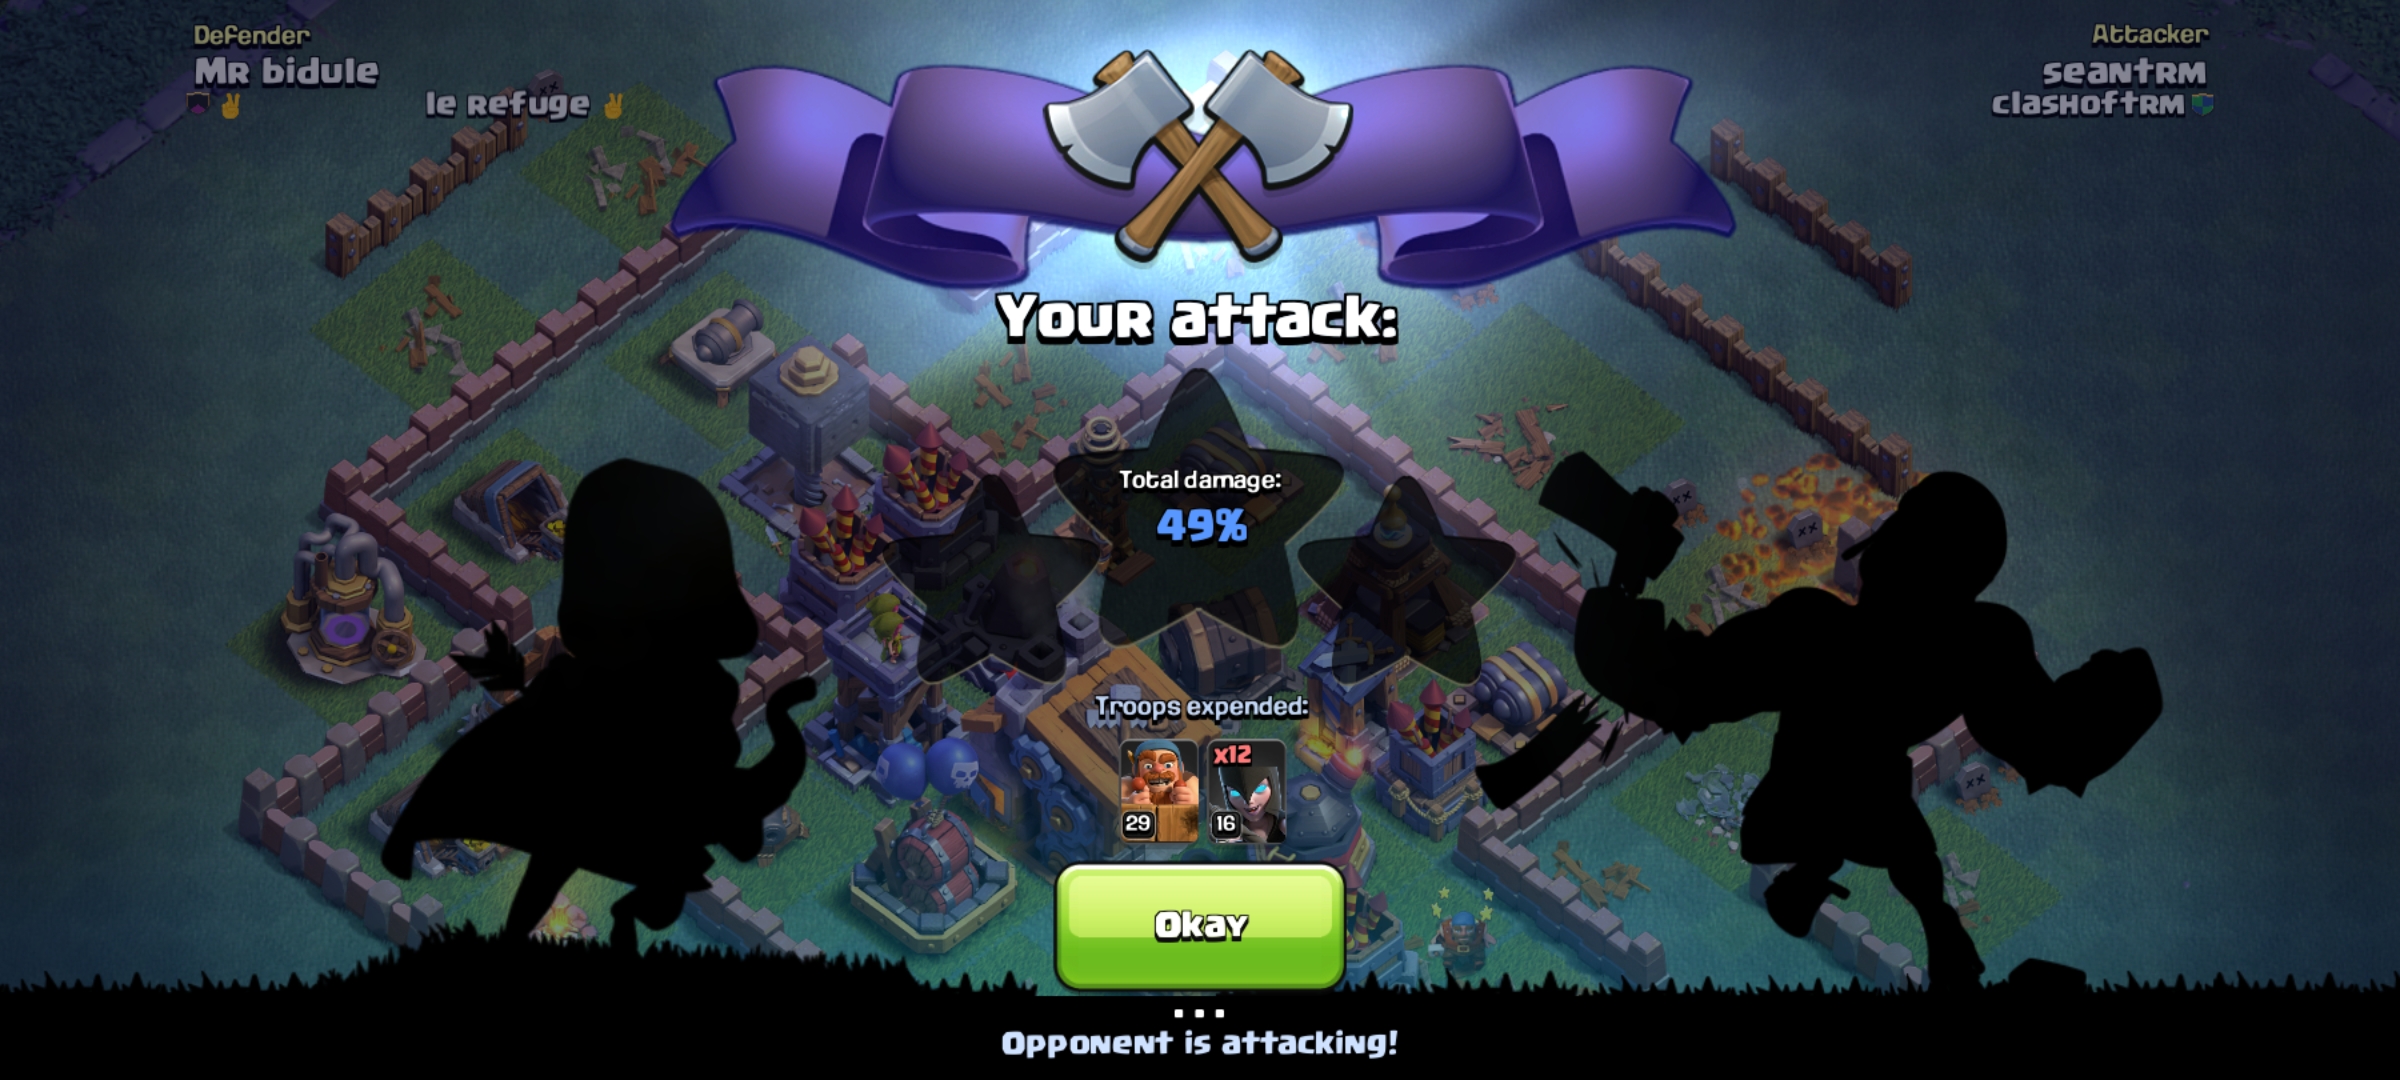 Defender
Mr bidule
✌
le refuge ✌
Attacker
seantrm
clashoftrm
Your attack:
Total damage:
49%
Troops expended:
x12
29
16
Okay
...
Opponent is attacking!